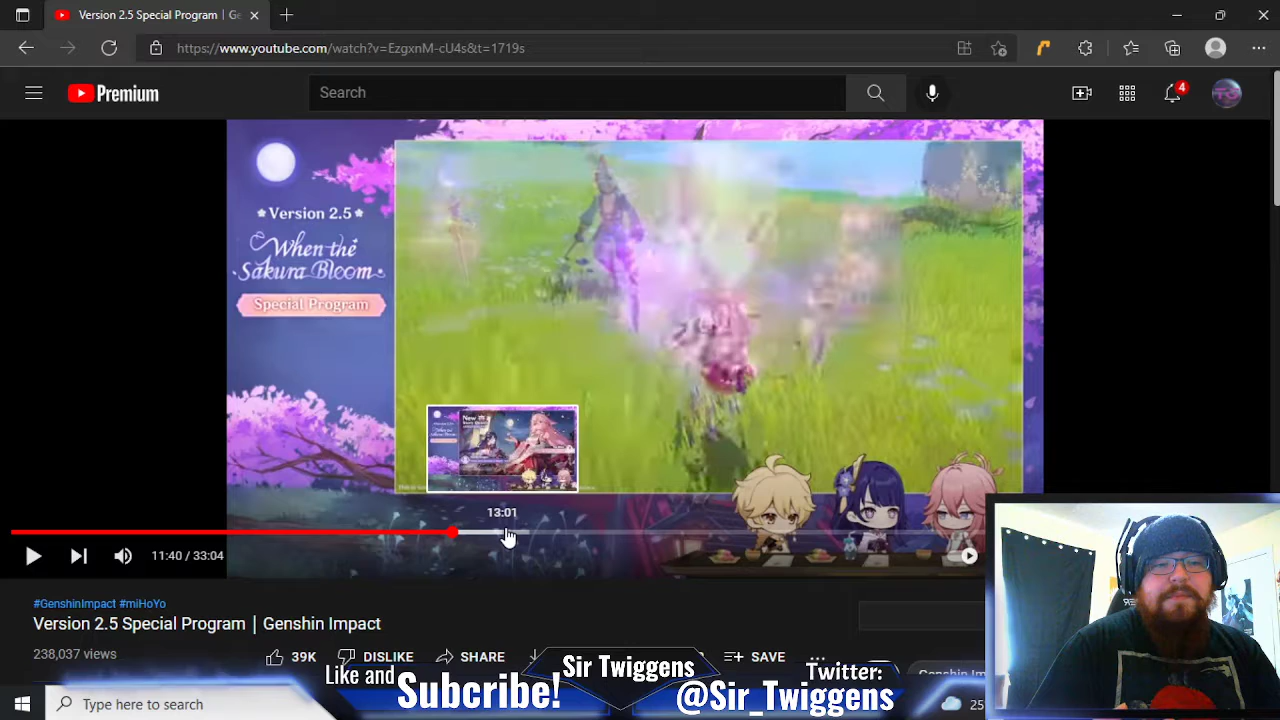 Version 2.5 Special Program | Ge
https://www.youtube.com/watch?v=EzgxnM-cU4s&t=1719s
Premium
Search
4
Version 2.5
When the
Sakura Bloom
Special Program
New
13:01
11:40 / 33:04
#GenshinImpact #miHoYo
Version 2.5 Special Program | Genshin Impact
238,037 views
39K
DISLIKE
SHARE
SAVE
Like and
Subcribe!
Sir Twiggens
Twitter:
@Sir_Twiggens
Type here to search
25